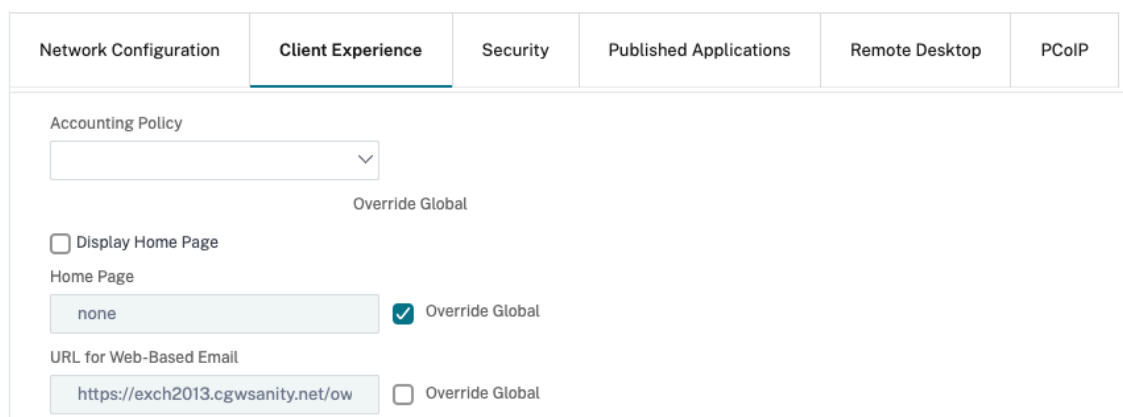 Network Configuration Client Experience Security Published Applications Remote Desktop PCoIP
Accounting Policy
Override Global
Display Home Page
Home Page
none Override Global
URL for Web-Based Email
https://exch2013.cgwsanity.net/ow Override Global